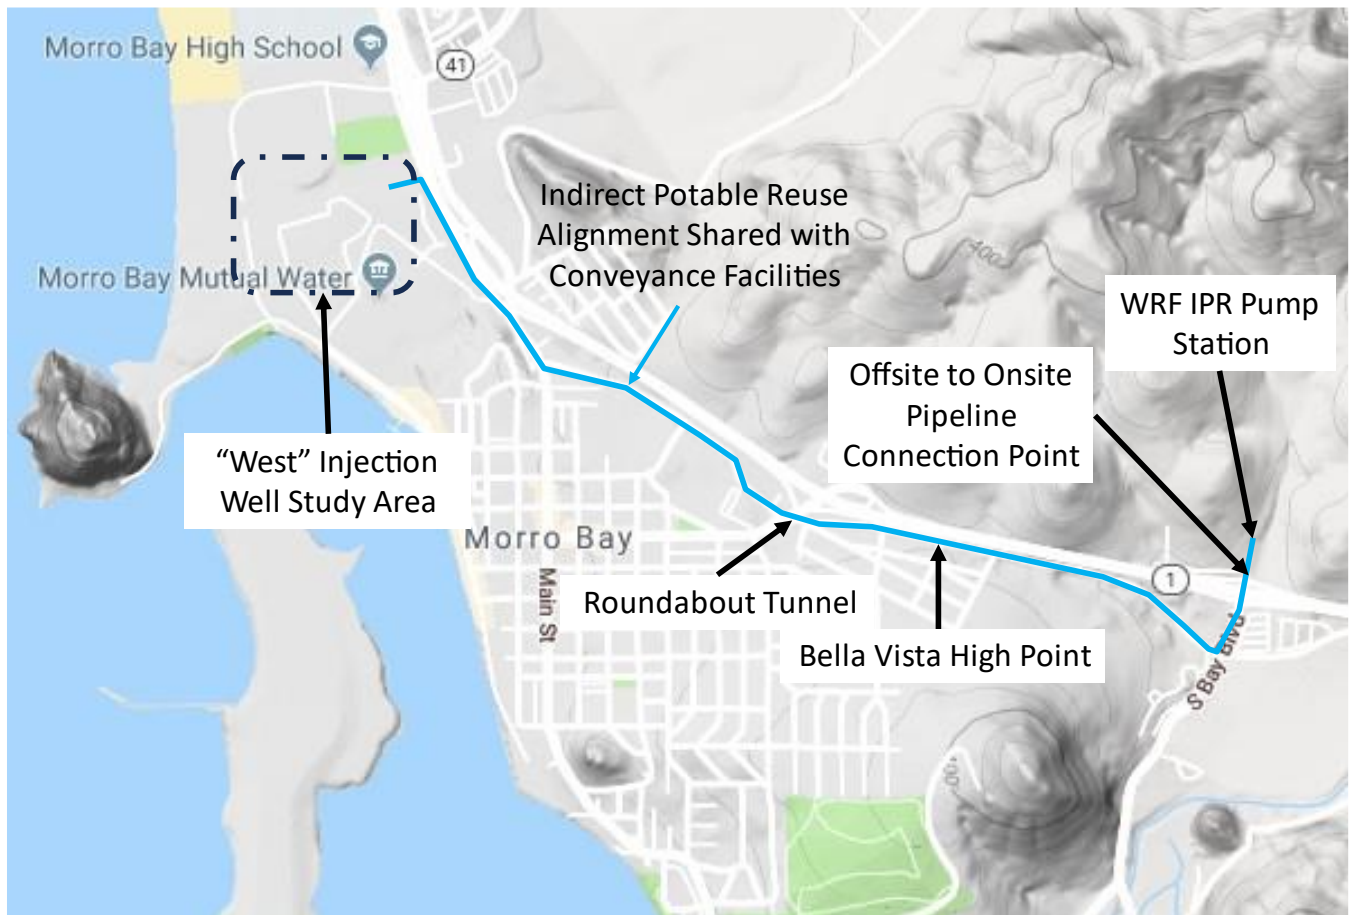 Morro Bay High School
41
Indirect Potable Reuse
Alignment Shared with
Conveyance Facilities
400
Morro Bay Mutual Water
WRF IPR Pump
Station
Offsite to Onsite
Pipeline
Connection Point
“West” Injection
Well Study Area
Morro Bay
Main St
Roundabout Tunnel
1
Bella Vista High Point
S Bay Blvd